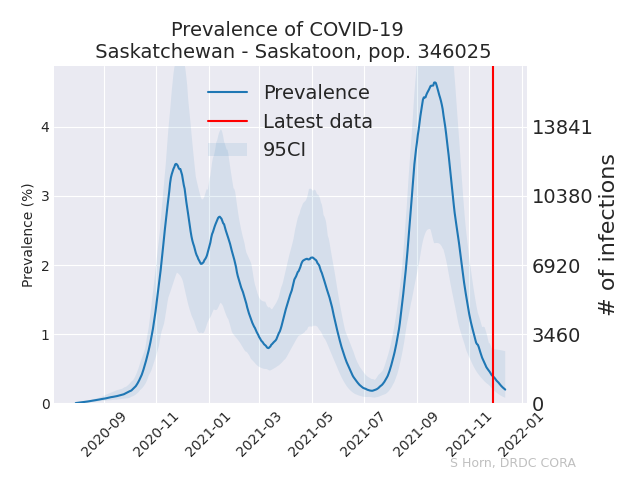 Prevalence of COVID-19
Saskatchewan - Saskatoon, pop. 346025
Prevalence
Latest data
95CI
Prevalence (%)
4
3
2
1
0
13841
10380
6920
3460
0
# of infections
2020-09
2020-11
2021-01
2021-03
2021-05
2021-07
2021-09
2021-11
2022-01
S Horn, DRDC CORA